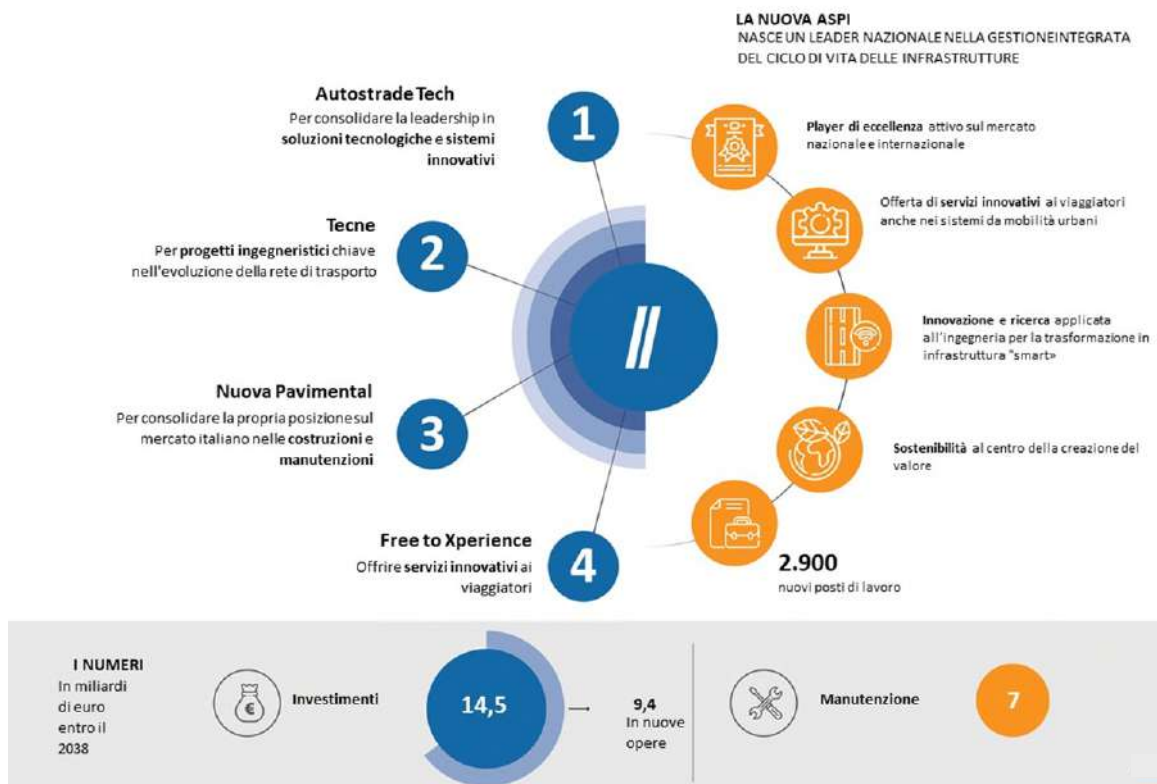 LA NUOVA ASPI
NASCE UN LEADER NAZIONALE NELLA GESTIONEINTEGRATA
DEL CICLO DI VITA DELLE INFRASTRUTTURE
Autostrade Tech
Per consolidare la leadership in
soluzioni tecnologiche e sistemi
innovativi
1
Tecne
Per progetti ingegneristici chiave
nell'evoluzione della rete di trasporto
2
Nuova Pavimental
Per consolidare la propria posizione sul
mercato italiano nelle costruzioni e
manutenzioni
3
Free to Xperience
Offrire servizi innovativi ai
viaggiatori
4
Player di eccellenza attivo sul mercato
nazionale e internazionale
Offerta di servizi innovativi ai viaggiatori
anche nei sistemi da mobilità urbani
Innovazione e ricerca applicata
all'ingegneria per la trasformazione in
infrastruttura "smart»
Sostenibilità al centro della creazione del
valore
2.900
nuovi posti di lavoro
I NUMERI
In miliardi
di euro
entro il
2038
€
Investimenti
14,5
9,4
In nuove
opere
Manutenzione
7